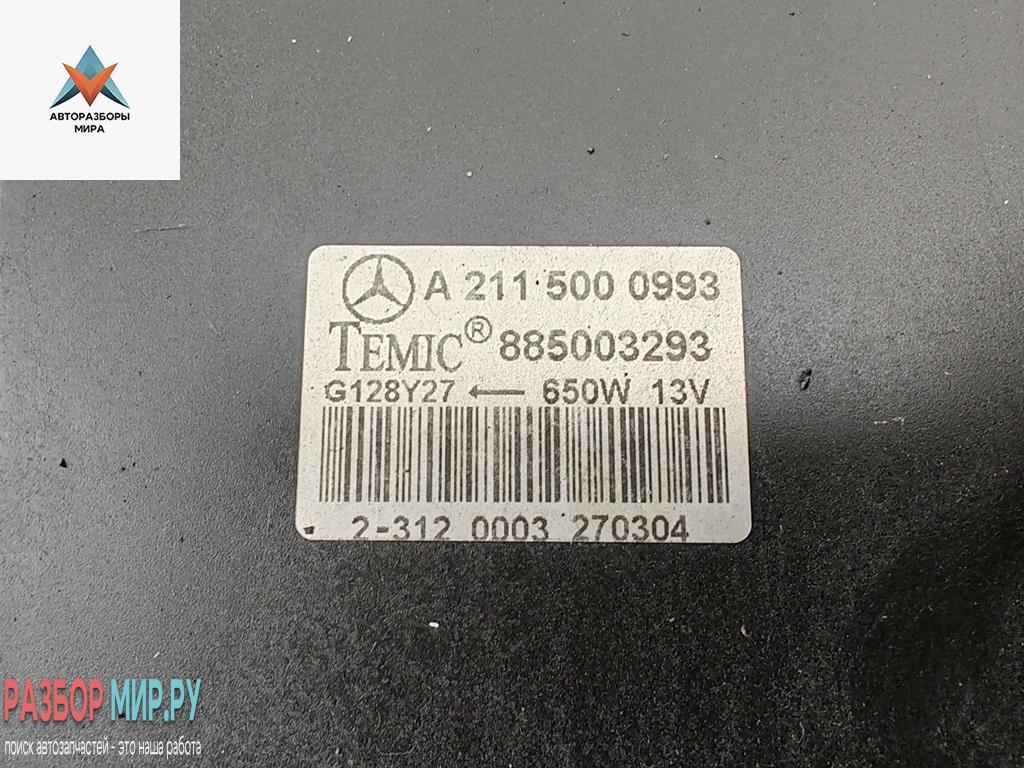 АВТОРАЗБОРЫ
МИРА
A 211 500 0993
TEMIC® 885003293
G128Y27 ← 650W 13V
2-312 0003 270304
РАЗБОР МИР.РУ
поиск автозапчастей - это наша работа